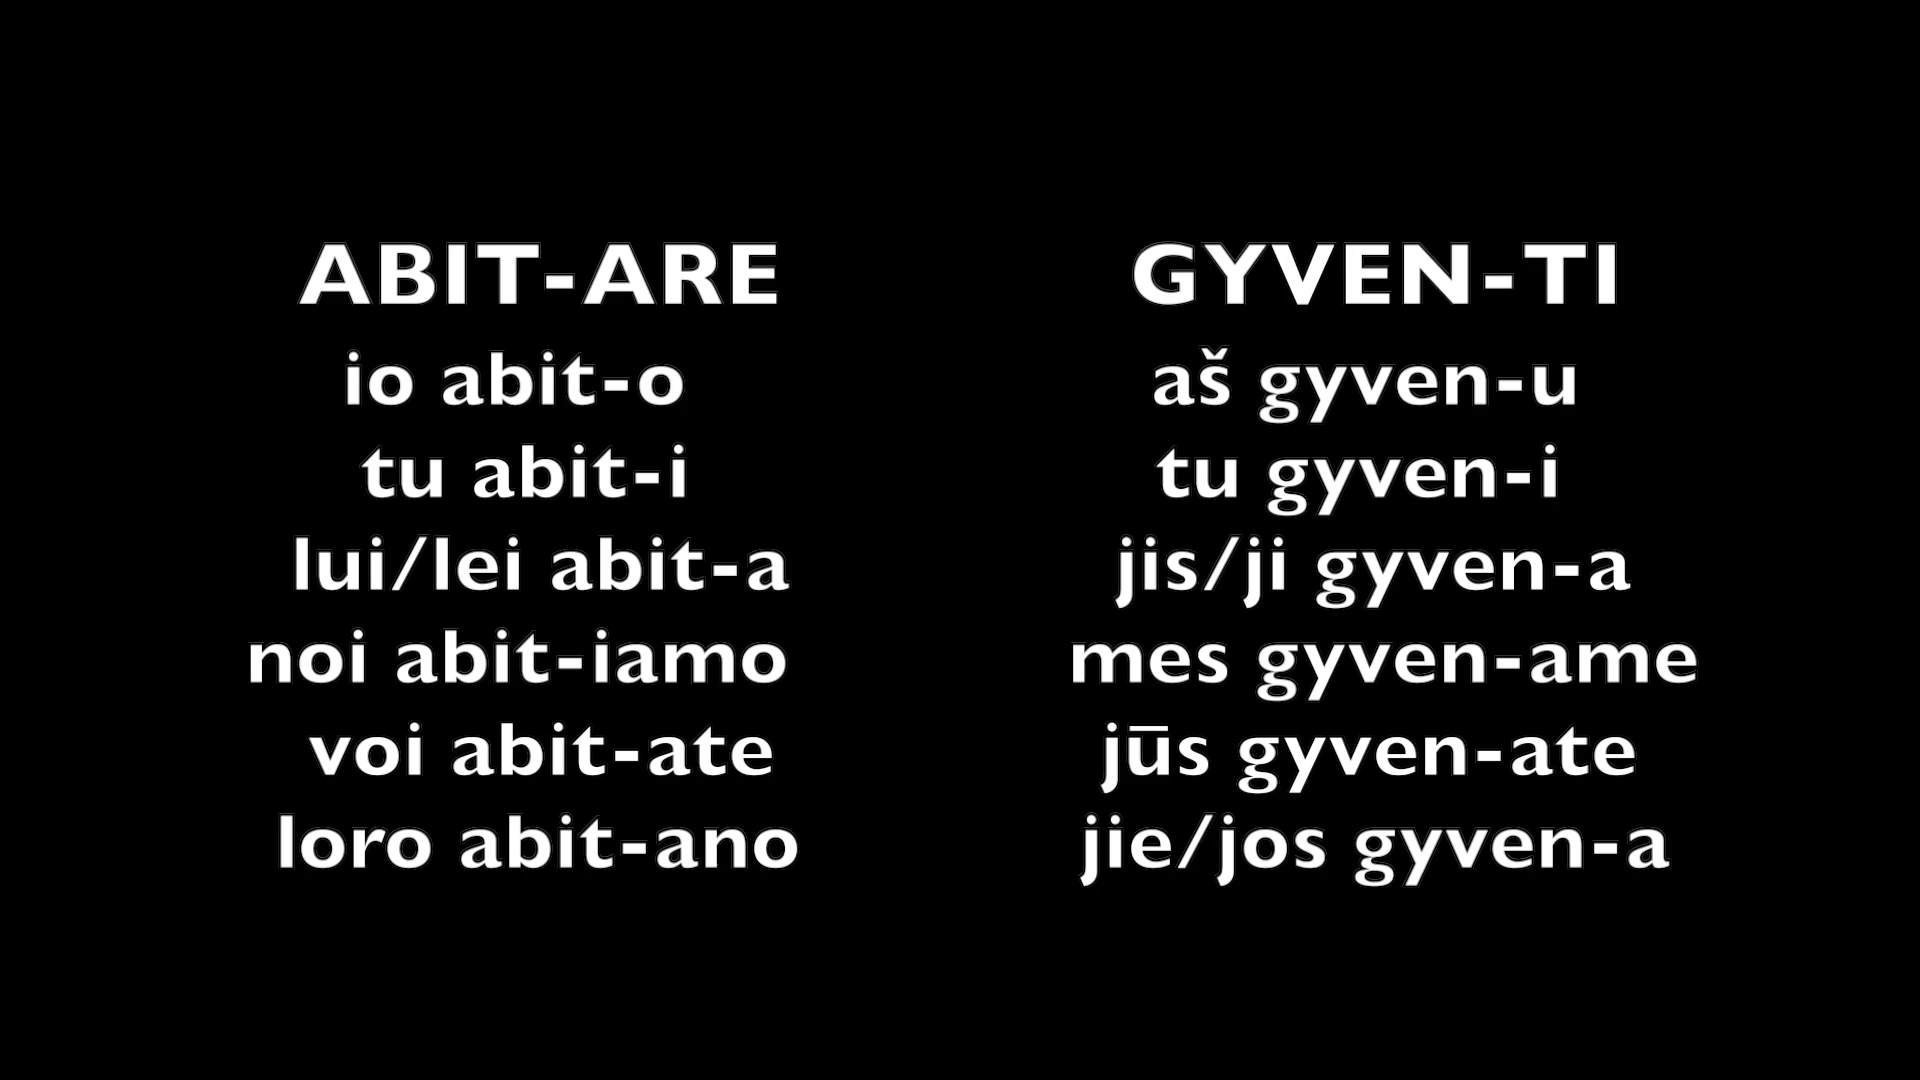 ABIT-ARE
io abit-o
tu abit-i
lui/lei abit-a
noi abit-iamo
voi abit-ate
loro abit-ano
GYVEN-TI
aš gyven-u
tu gyven-i
jis/ji gyven-a
mes gyven-ame
jūs gyven-ate
jie/jos gyven-a